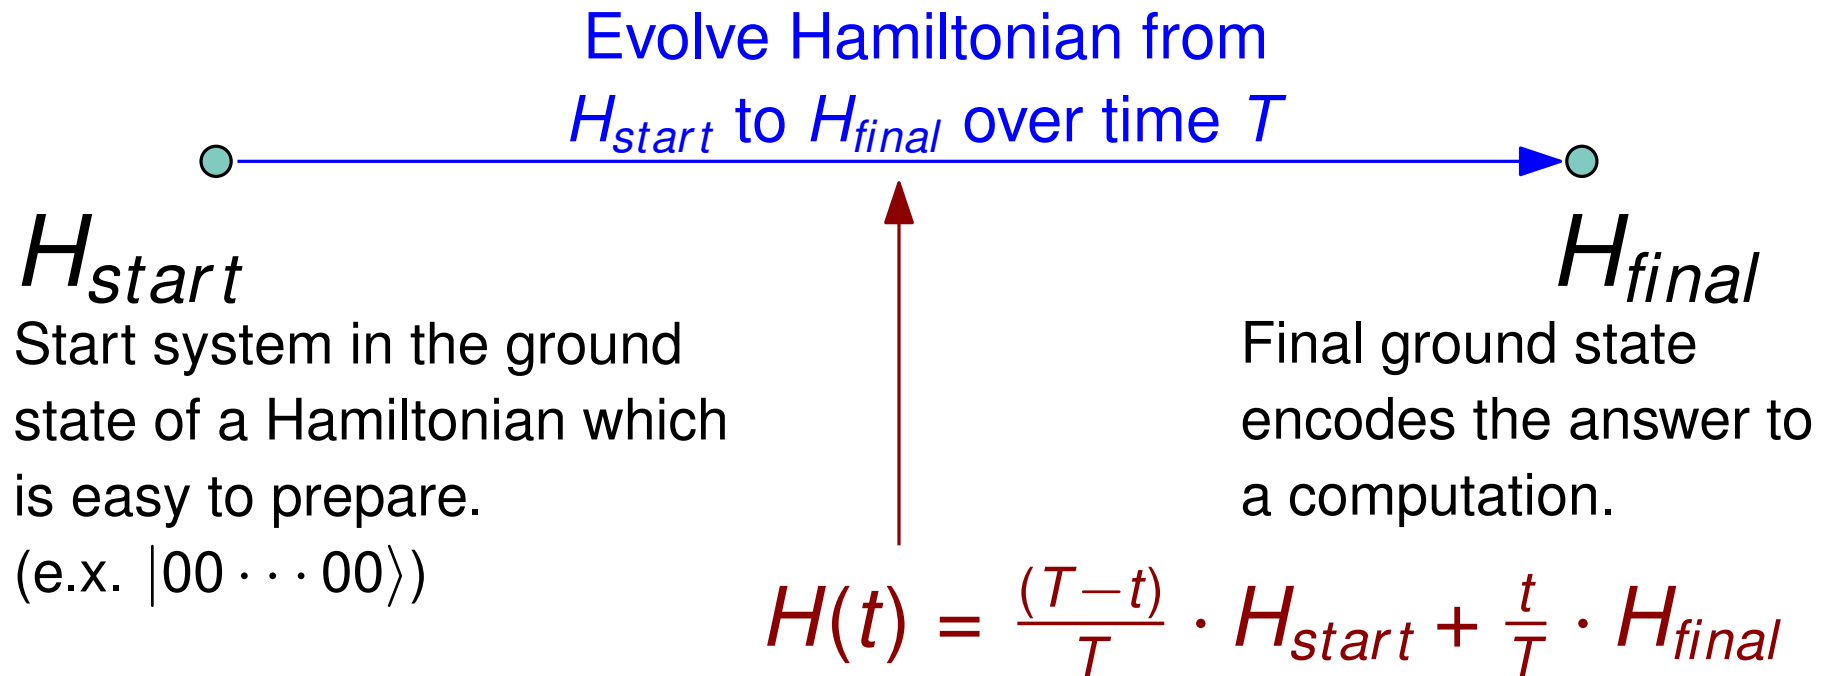 Evolve Hamiltonian from
H_start to H_final over time T
H_start
Start system in the ground
state of a Hamiltonian which
is easy to prepare.
(e.x. |00 · · · 00⟩)
H_final
Final ground state
encodes the answer to
a computation.
H(t) = (T−t)/T · H_start + t/T · H_final